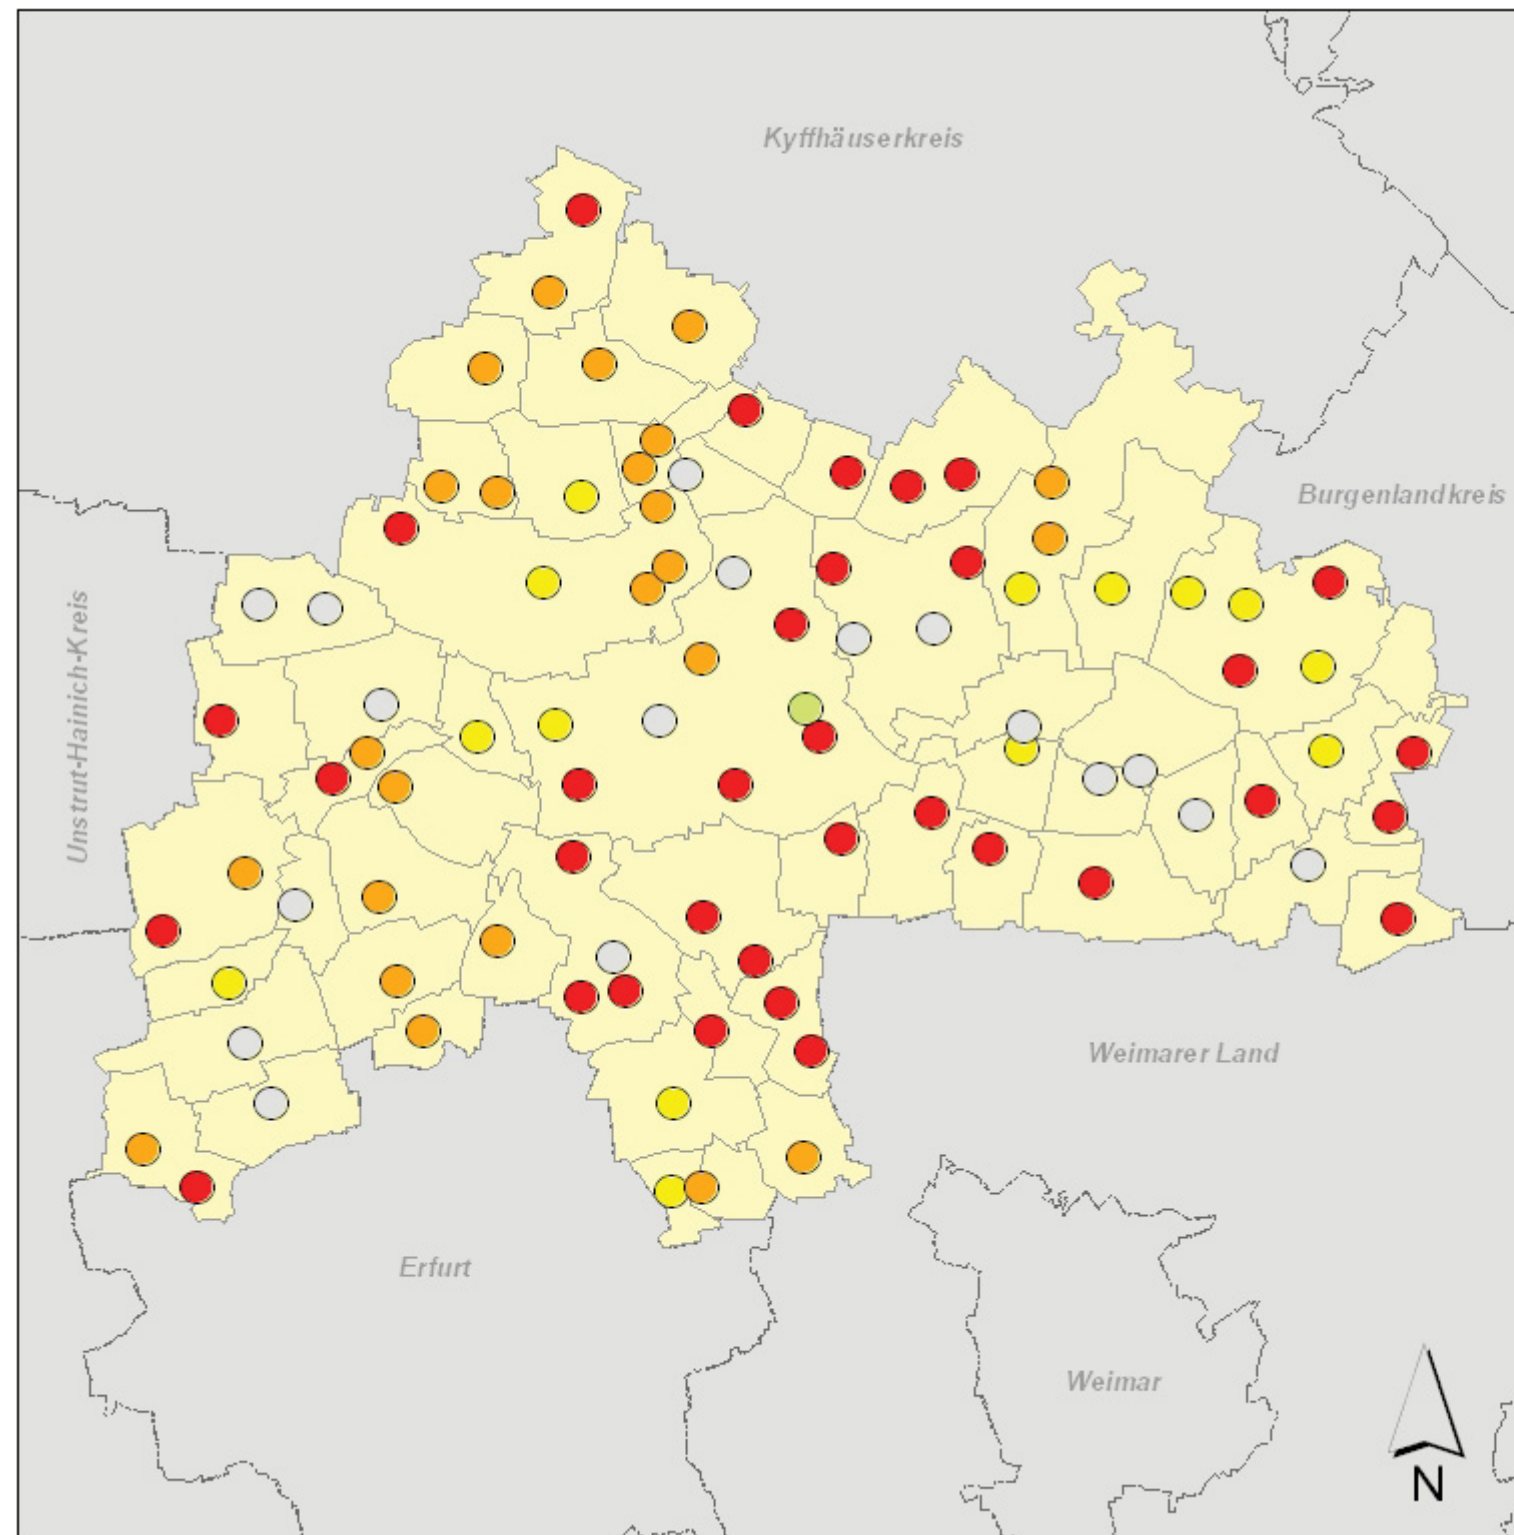 Kyffhäuserkreis
Burgenlandkreis
Unstrut-Hainich-Kreis
Weimarer Land
Erfurt
Weimar
N